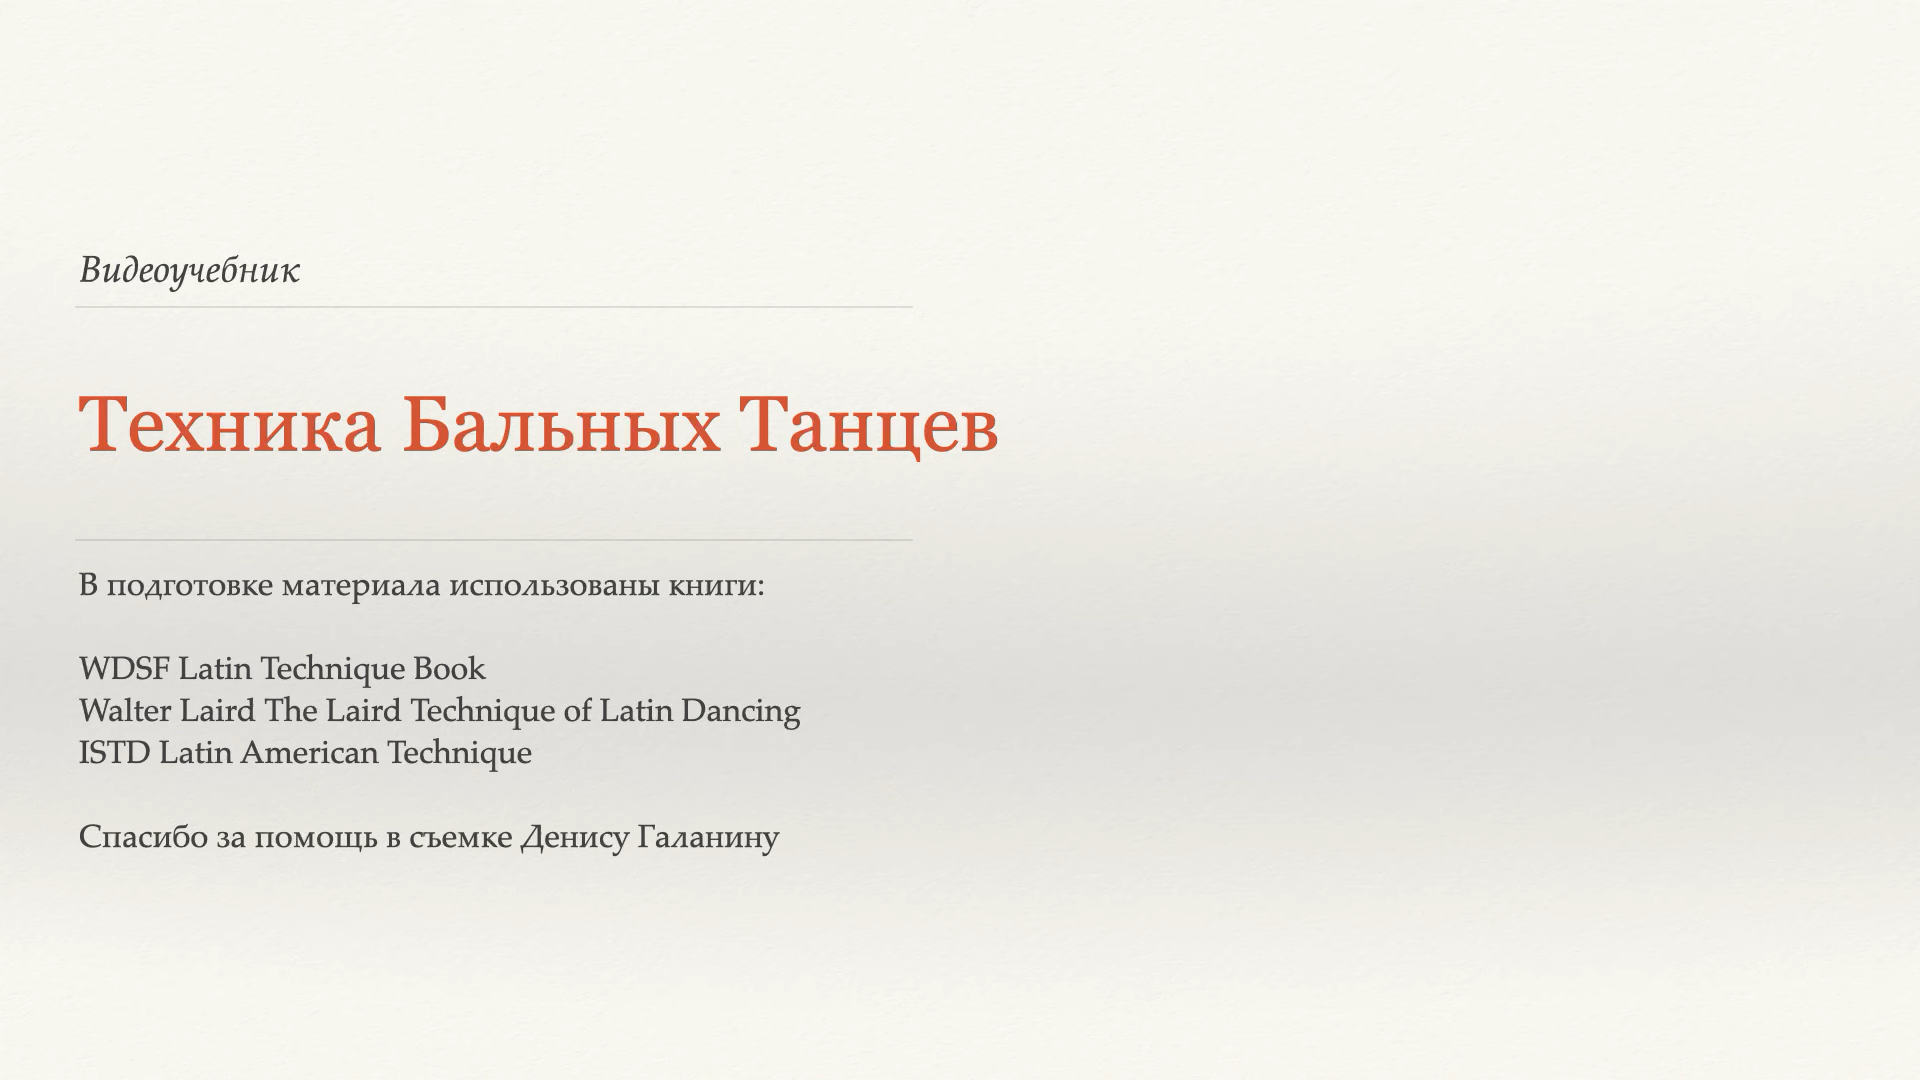 Видеоучебник
Техника Бальных Танцев
В подготовке материала использованы книги:
WDSF Latin Technique Book
Walter Laird The Laird Technique of Latin Dancing
ISTD Latin American Technique
Спасибо за помощь в съемке Денису Галанину